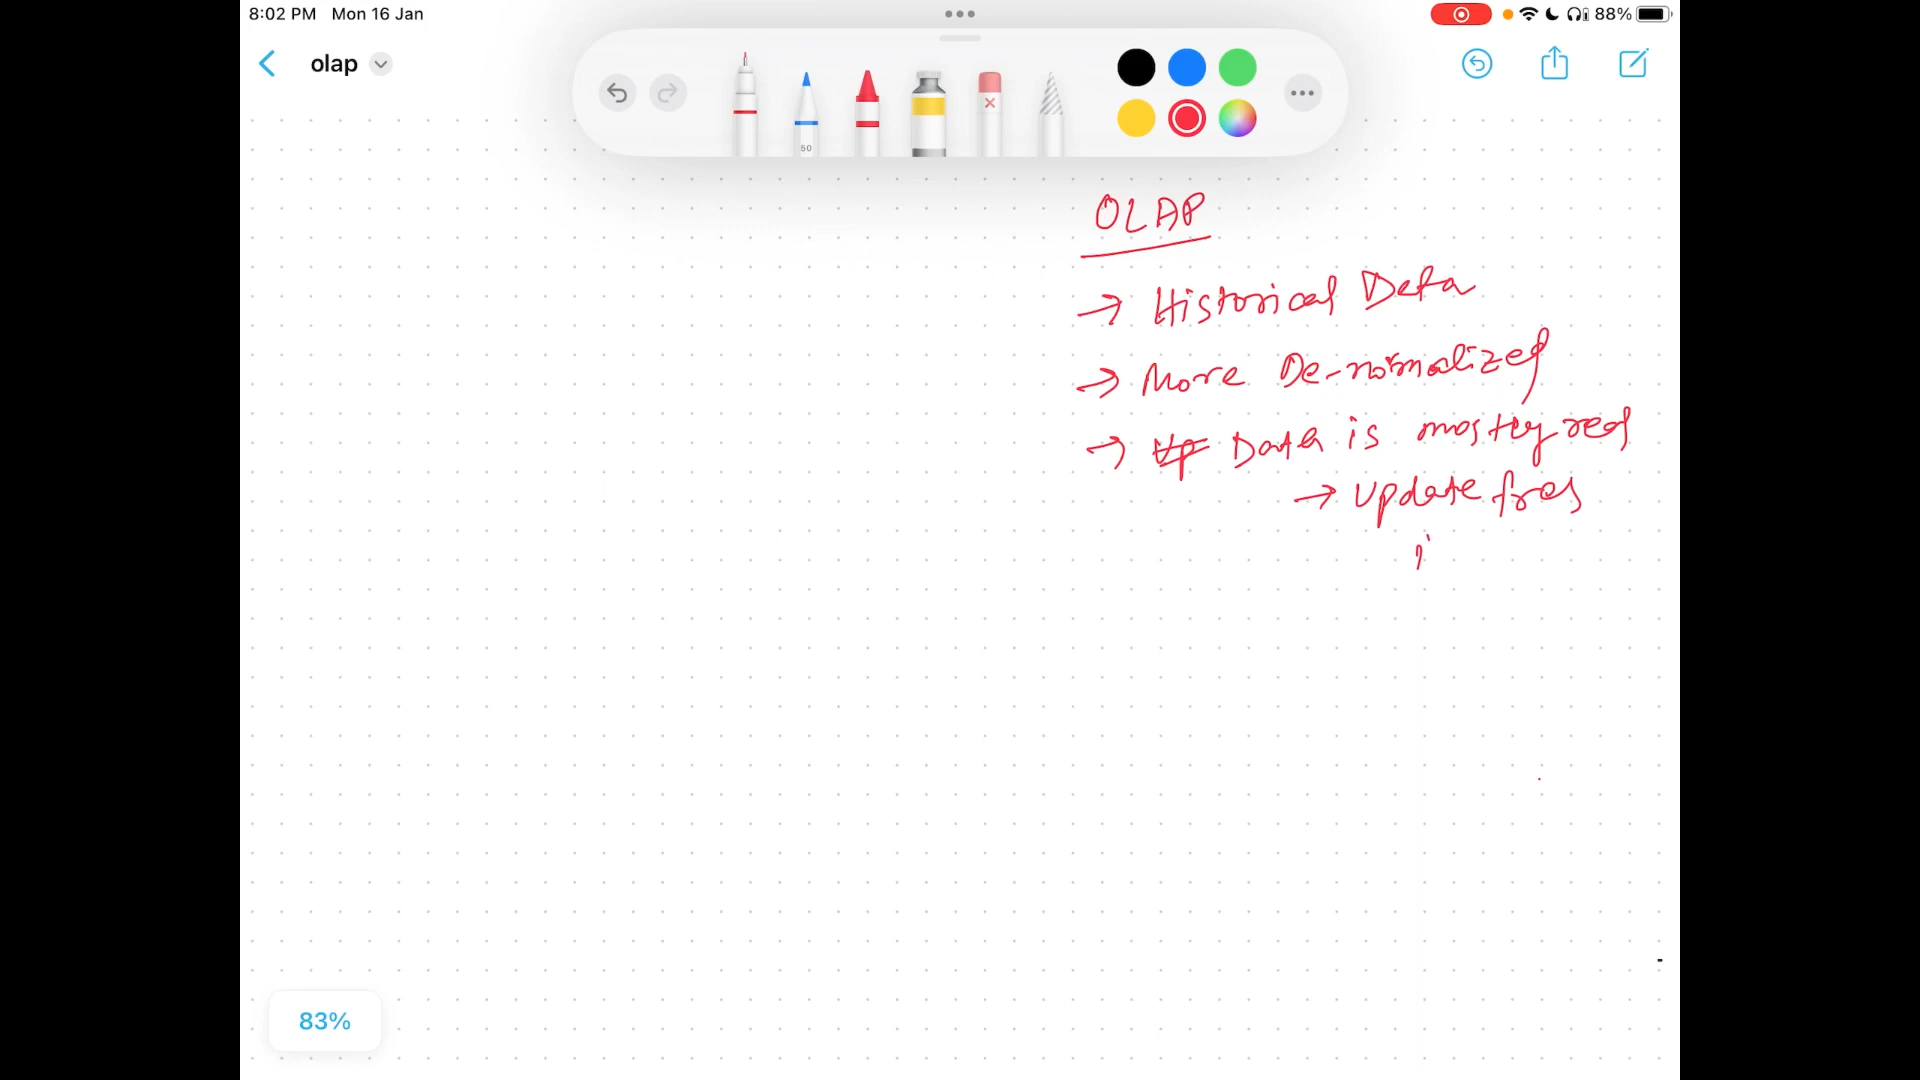 8:02 PM Mon 16 Jan
88%
olap
50
OLAP
→ Historical Data
→ More De-normalized
→ Up Data is mostly read
→ Update freq
83%